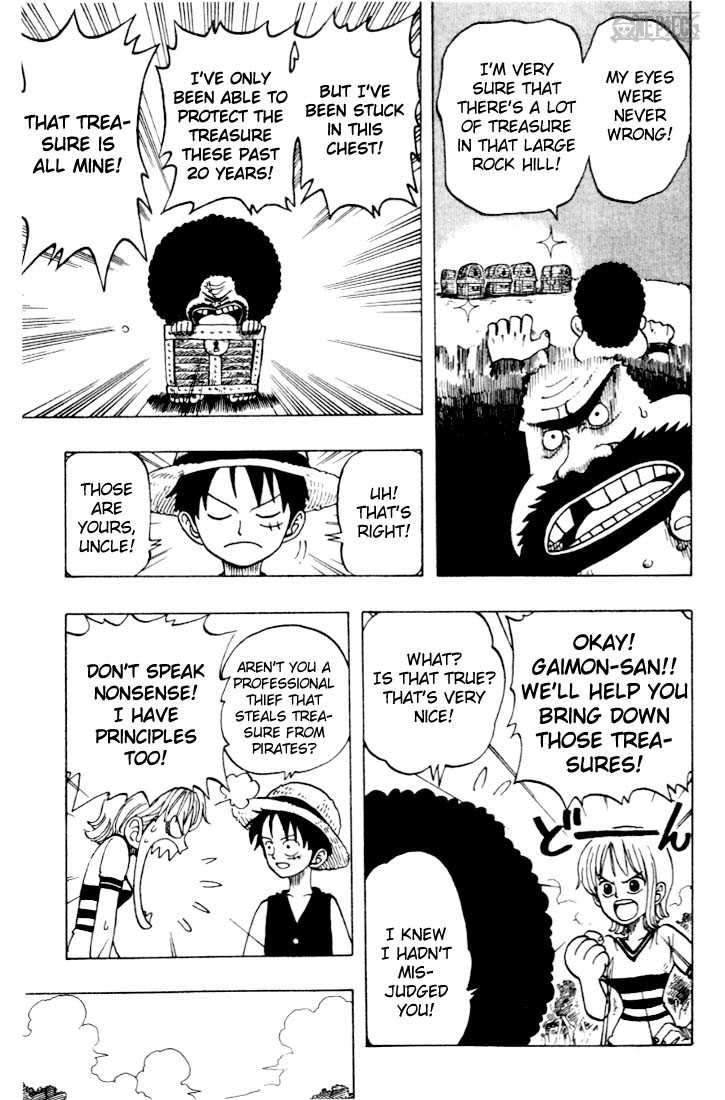 ONE PIECE
MY EYES
WERE
NEVER
WRONG!
I'M VERY
SURE THAT
THERE'S A LOT
OF TREASURE
IN THAT LARGE
ROCK HILL!
BUT I'VE
BEEN STUCK
IN THIS
CHEST!
I'VE ONLY
BEEN ABLE TO
PROTECT THE
TREASURE
THESE PAST
20 YEARS!
THAT TREA-
SURE IS
ALL MINE!
UH!
THAT'S
RIGHT!
THOSE
ARE
YOURS,
UNCLE!
OKAY!
GAIMON-SAN!!
WE'LL HELP YOU
BRING DOWN
THOSE TREA-
SURES!
WHAT?
IS THAT TRUE?
THAT'S VERY
NICE!
どーん
I KNEW
I HADN'T
MIS-
JUDGED
YOU!
AREN'T YOU A
PROFESSIONAL
THIEF THAT
STEALS TREA-
SURE FROM
PIRATES?
DON'T SPEAK
NONSENSE!
I HAVE
PRINCIPLES
TOO!